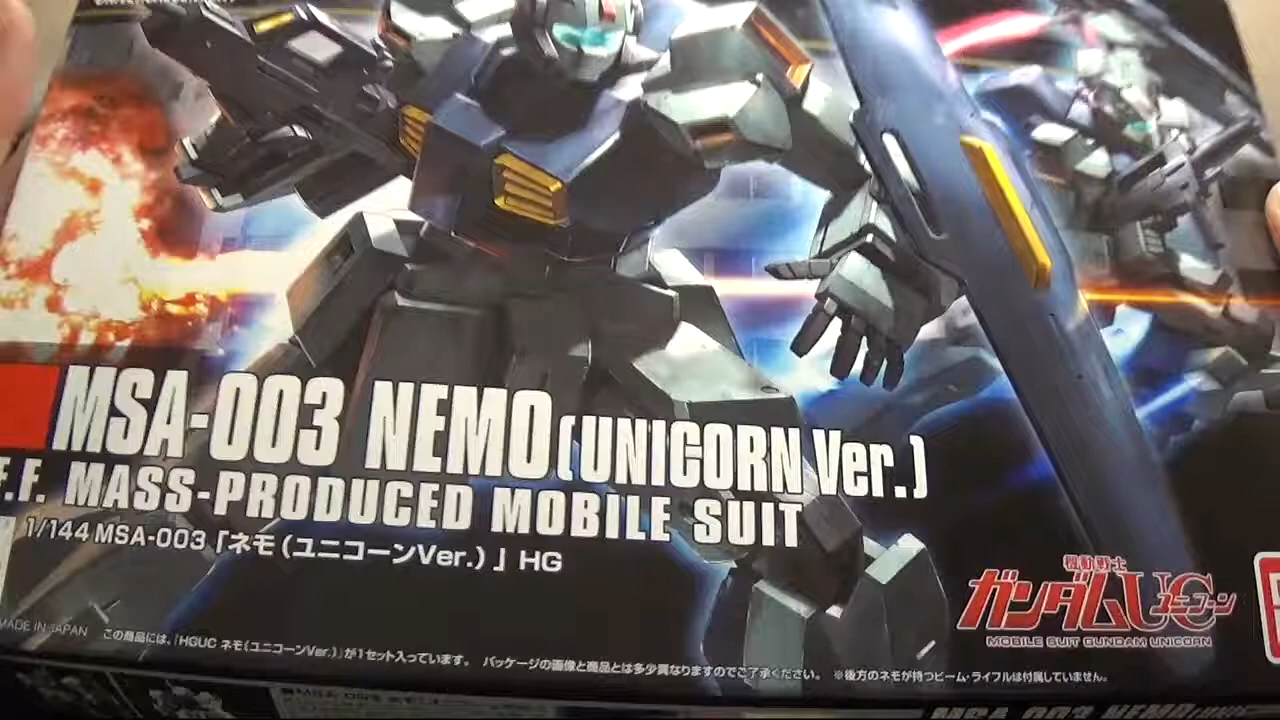 MSA-003 NEMO (UNICORN Ver.)
F.F. MASS-PRODUCED MOBILE SUIT
1/144 MSA-003「ネモ(ユニコーンVer.)」HG
機動戦士
ガンダムUC
ユニコーン
MOBILE SUIT GUNDAM UNICORN
MADE IN JAPAN
この商品には、「HGUC ネモ(ユニコーンVer.)」が1セット入っています。 パッケージの画像と商品とは多少異なりますのでご了承ください。 ※後方のネモが持つビーム・ライフルは付属していません。
MSA-003 NEMO